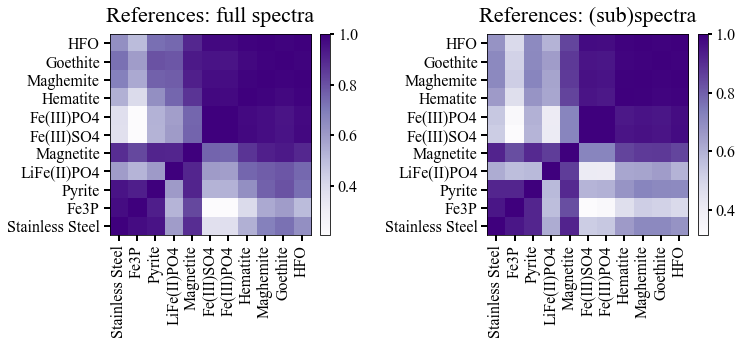 References: full spectra
HFO
Goethite
Maghemite
Hematite
Fe(III)PO4
Fe(III)SO4
Magnetite
LiFe(II)PO4
Pyrite
Fe3P
Stainless Steel
Stainless Steel
Fe3P
Pyrite
LiFe(II)PO4
Magnetite
Fe(III)SO4
Fe(III)PO4
Hematite
Maghemite
Goethite
HFO
1.0
0.8
0.6
0.4
References: (sub)spectra
HFO
Goethite
Maghemite
Hematite
Fe(III)PO4
Fe(III)SO4
Magnetite
LiFe(II)PO4
Pyrite
Fe3P
Stainless Steel
Stainless Steel
Fe3P
Pyrite
LiFe(II)PO4
Magnetite
Fe(III)SO4
Fe(III)PO4
Hematite
Maghemite
Goethite
HFO
1.0
0.8
0.6
0.4